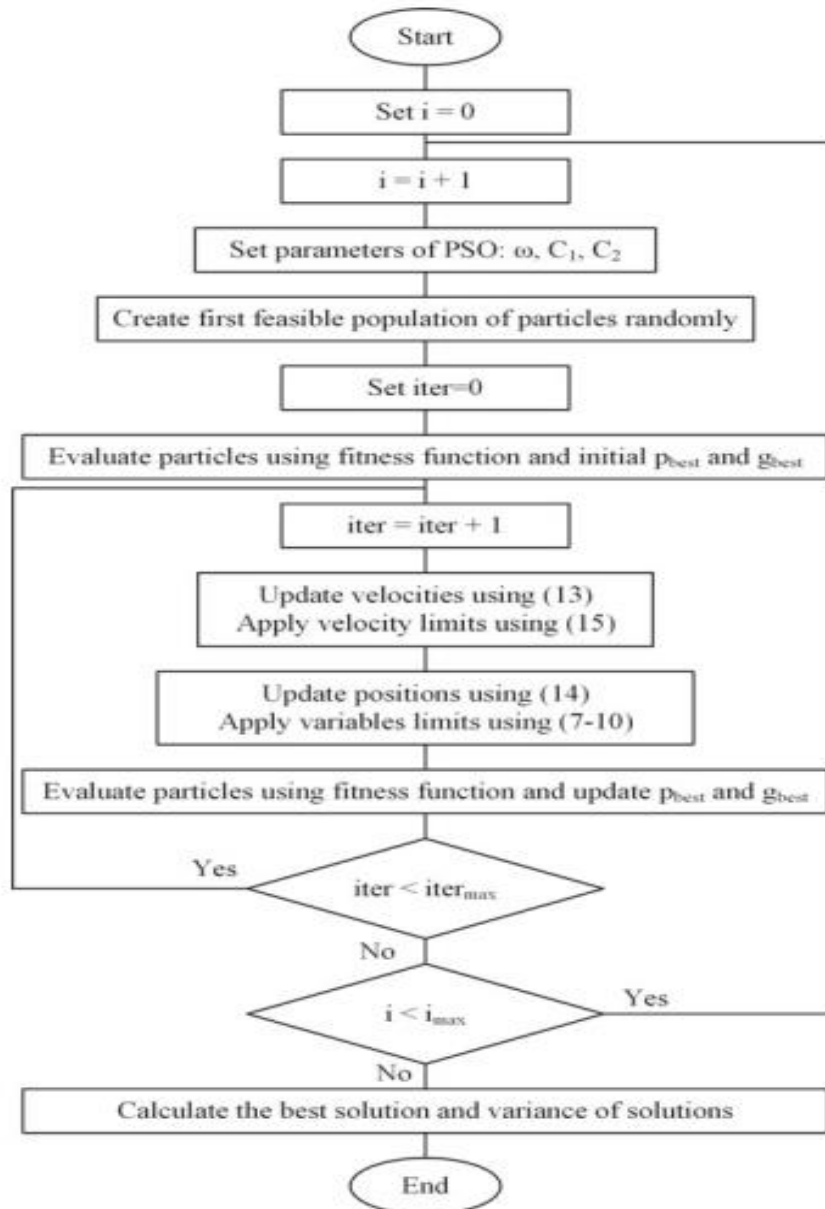 Start
Set i = 0
i = i + 1
Set parameters of PSO: ω, C₁, C₂
Create first feasible population of particles randomly
Set iter=0
Evaluate particles using fitness function and initial pbest and gbest
iter = iter + 1
Update velocities using (13)
Apply velocity limits using (15)
Update positions using (14)
Apply variables limits using (7-10)
Evaluate particles using fitness function and update pbest and gbest
Yes
iter < itermax
No
i < imax
Yes
No
Calculate the best solution and variance of solutions
End